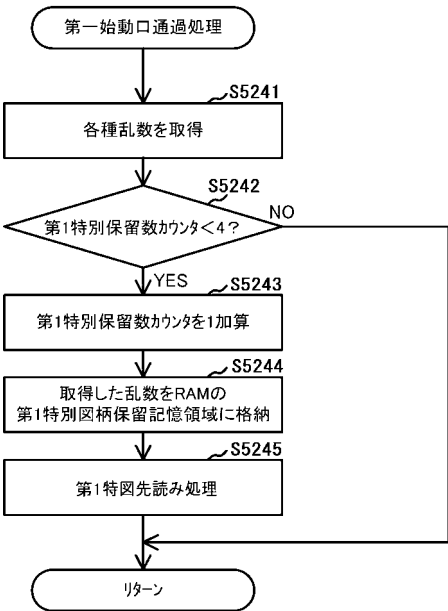 第一始動口通過処理
S5241
各種乱数を取得
S5242
第1特別保留数カウンタ<4?
NO
YES
S5243
第1特別保留数カウンタを1加算
S5244
取得した乱数をRAMの
第1特別図柄保留記憶領域に格納
S5245
第1特図先読み処理
リターン